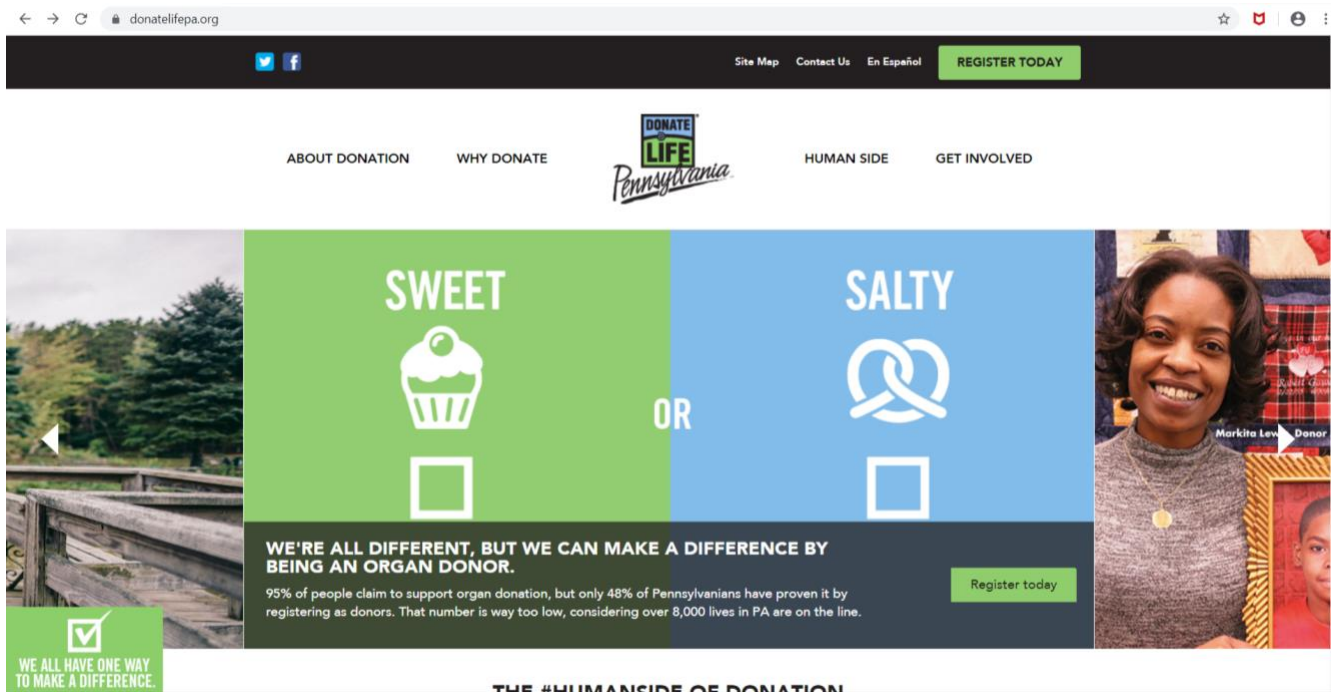 donatelifepa.org
Site Map Contact Us En Español REGISTER TODAY
ABOUT DONATION WHY DONATE
DONATE
LIFE
Pennsylvania
HUMAN SIDE GET INVOLVED
SWEET
OR
SALTY
Markita Lew Donor
WE'RE ALL DIFFERENT, BUT WE CAN MAKE A DIFFERENCE BY
BEING AN ORGAN DONOR.
95% of people claim to support organ donation, but only 48% of Pennsylvanians have proven it by
registering as donors. That number is way too low, considering over 8,000 lives in PA are on the line.
Register today
WE ALL HAVE ONE WAY
TO MAKE A DIFFERENCE.
THE #HUMANSIDE OF DONATION